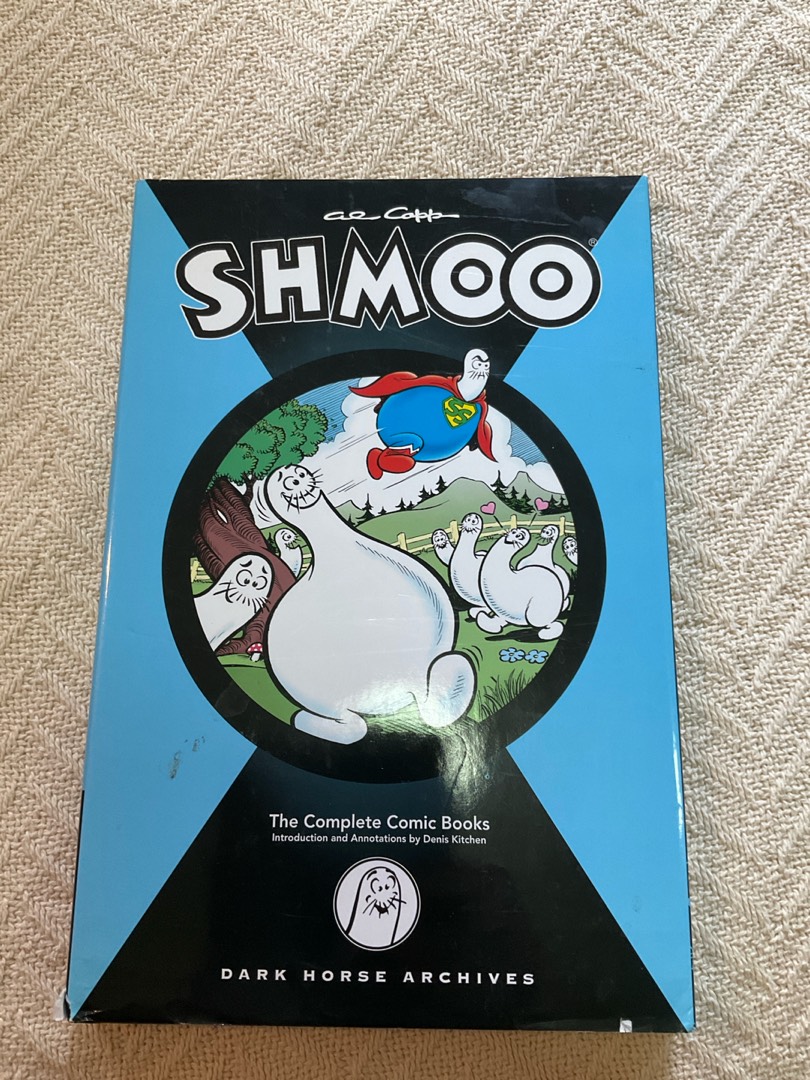 al Capp
SHMOO®
S
The Complete Comic Books
Introduction and Annotations by Denis Kitchen
DARK HORSE ARCHIVES